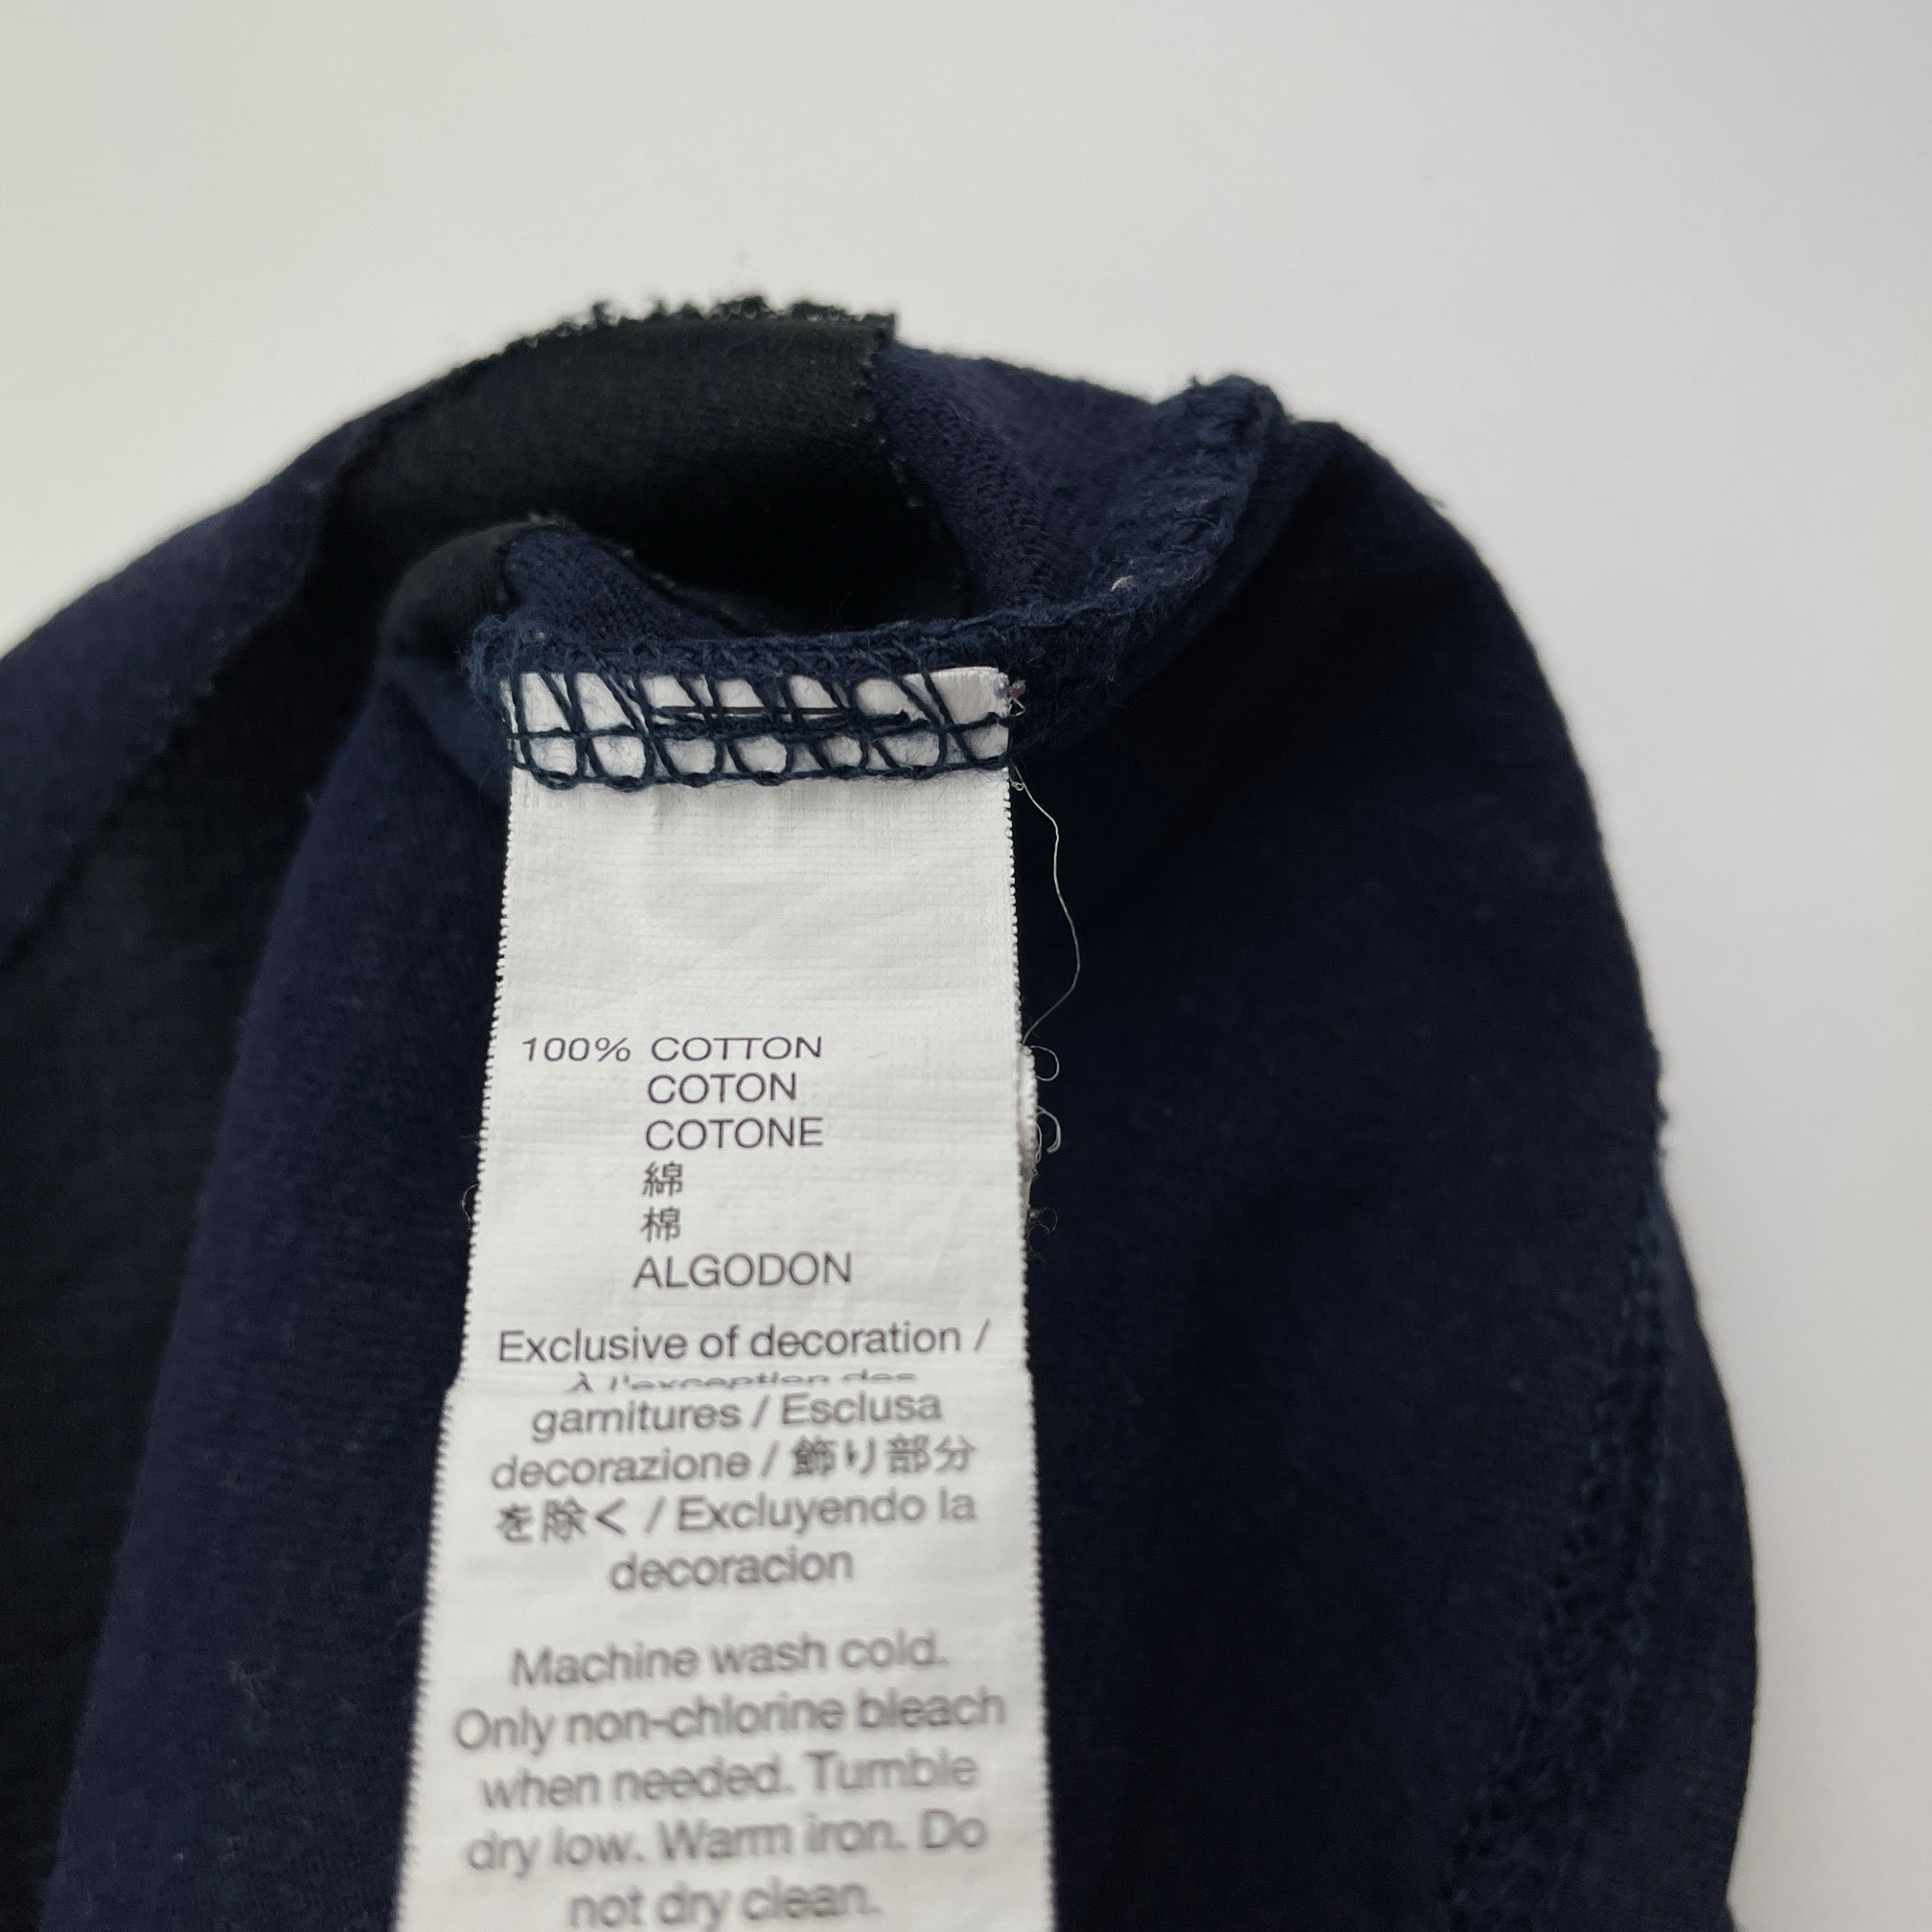 100% COTTON
COTON
COTONE
綿
棉
ALGODON
Exclusive of decoration /
À l'exception des
garnitures / Esclusa
decorazione / 飾り部分
を除く / Excluyendo la
decoracion
Machine wash cold.
Only non-chlorine bleach
when needed. Tumble
dry low. Warm iron. Do
not dry clean.